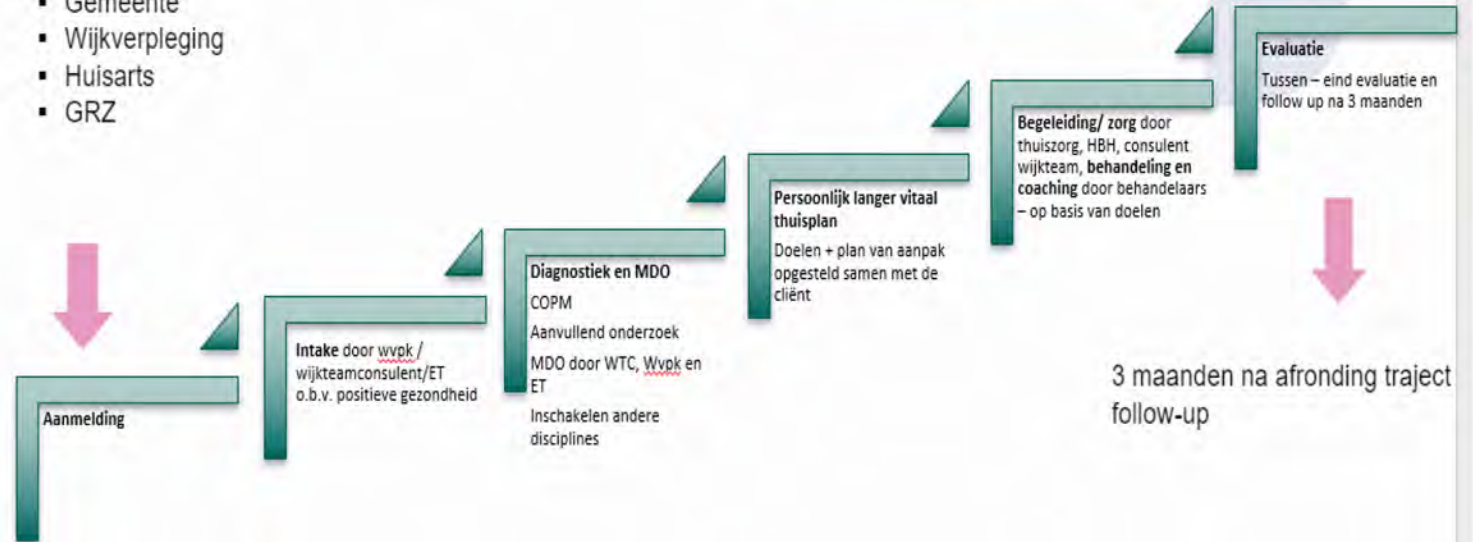 ▪ Gemeente
▪ Wijkverpleging
▪ Huisarts
▪ GRZ
Aanmelding
Intake door wvpk /
wijkteamconsulent/ET
o.b.v. positieve gezondheid
Diagnostiek en MDO
COPM
Aanvullend onderzoek
MDO door WTC, Wvpk en
ET
Inschakelen andere
disciplines
Persoonlijk langer vitaal
thuisplan
Doelen + plan van aanpak
opgesteld samen met de
cliënt
Begeleiding/ zorg door
thuiszorg, HBH, consulent
wijkteam, behandeling en
coaching door behandelaars
– op basis van doelen
Evaluatie
Tussen – eind evaluatie en
follow up na 3 maanden
3 maanden na afronding traject
follow-up